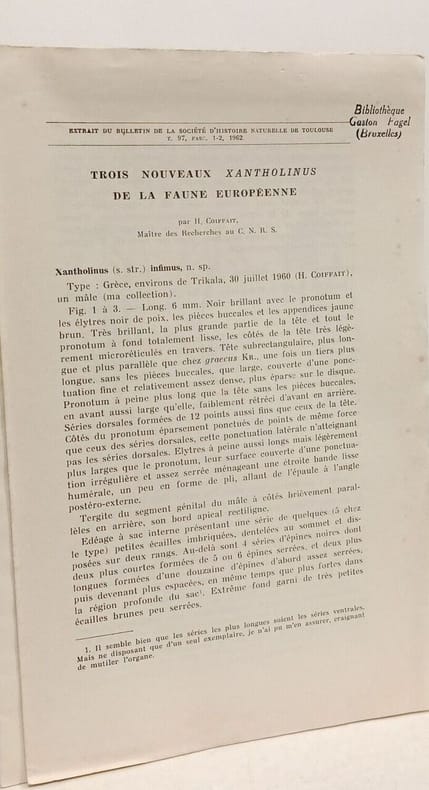 Bibliothèque
Gaston Fagel
(Bruxelles)
EXTRAIT DU BULLETIN DE LA SOCIÉTÉ D'HISTOIRE NATURELLE DE TOULOUSE
T. 97, FASC. 1-2, 1962.
TROIS NOUVEAUX XANTHOLINUS
DE LA FAUNE EUROPÉENNE
par H. COIFFAIT,
Maître des Recherches au C. N. R. S.
Xantholinus (s. str.) infimus, n. sp.
Type : Grèce, environs de Trikala, 30 juillet 1960 (H. COIFFAIT),
un mâle (ma collection).
Fig. 1 à 3. — Long. 6 mm. Noir brillant avec le pronotum et
les élytres noir de poix, les pièces buccales et les appendices jaune
brun. Très brillant, la plus grande partie de la tête et tout le
pronotum à fond totalement lisse, les côtés de la tête très légè-
rement microréticulés en travers. Tête subrectangulaire, plus lon-
gue et plus parallèle que chez graecus KR., une fois un tiers plus
longue, sans les pièces buccales, que large, couverte d'une ponc-
tuation fine et relativement assez dense, plus éparse sur le disque.
Pronotum à peine plus long que la tête sans les pièces buccales,
en avant aussi large qu'elle, faiblement rétréci d'avant en arrière.
Séries dorsales formées de 12 points aussi fins que ceux de la tête.
Côtés du pronotum éparsement ponctués de points de même force
que ceux des séries dorsales, cette ponctuation latérale n'atteignant
pas les séries dorsales. Elytres à peine aussi longs mais légèrement
plus larges que le pronotum, leur surface couverte d'une ponctua-
tion irrégulière et assez serrée ménageant une étroite bande lisse
humérale, un peu en forme de pli, allant de l'épaule à l'angle
postéro-externe.
Tergite du segment génital du mâle à côtés brièvement paral-
lèles en arrière, son bord apical rectiligne.
Edéage à sac interne présentant une série de quelques (5 chez
le type) petites écailles imbriquées, dentelées au sommet et dis-
posées sur deux rangs. Au-delà sont 4 séries d'épines noires dont
deux plus courtes formées de 5 ou 6 épines serrées, et deux plus
longues formées d'une douzaine d'épines d'abord assez serrées,
puis devenant plus espacées, en même temps que plus fortes dans
la région profonde du sac¹. Extrême fond garni de très petites
écailles brunes peu serrées.
1. Il semble bien que les séries les plus longues soient les séries ventrales.
Mais ne disposant que d'un seul exemplaire, je n'ai pu m'en assurer, craignant
de mutiler l'organe.